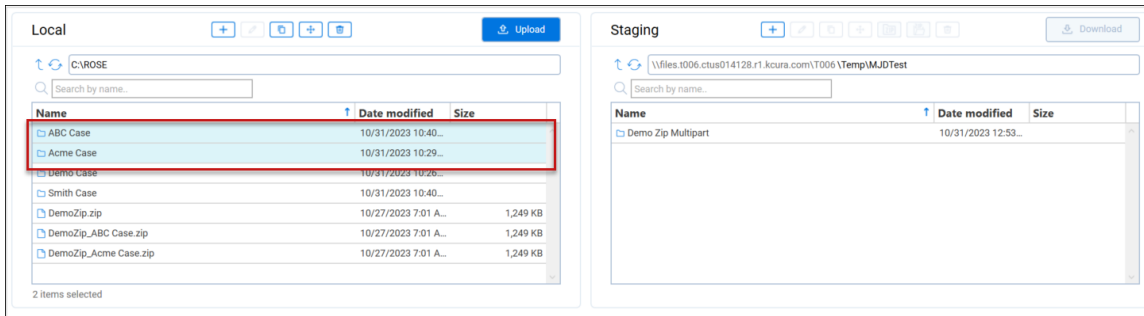 Local
Upload
C:\ROSE
Search by name..
Name Date modified Size
ABC Case 10/31/2023 10:40...
Acme Case 10/31/2023 10:29...
Demo Case 10/31/2023 10:26...
Smith Case 10/31/2023 10:40...
DemoZip.zip 10/27/2023 7:01 A... 1,249 KB
DemoZip_ABC Case.zip 10/27/2023 7:01 A... 1,249 KB
DemoZip_Acme Case.zip 10/27/2023 7:01 A... 1,249 KB
2 items selected
Staging
Download
\\files.t006.ctus014128.r1.kcura.com\T006\Temp\MJDTest
Search by name..
Name Date modified Size
Demo Zip Multipart 10/31/2023 12:53...